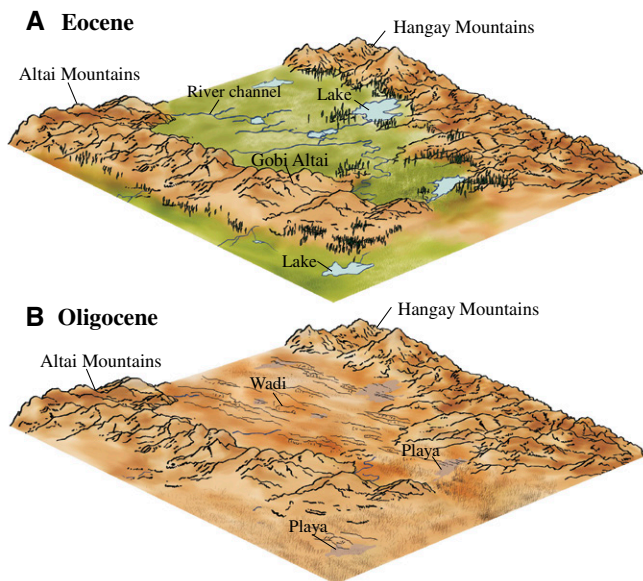 A Eocene
Hangay Mountains
Altai Mountains
River channel
Lake
Gobi Altai
Lake
B Oligocene
Hangay Mountains
Altai Mountains
Wadi
Playa
Playa